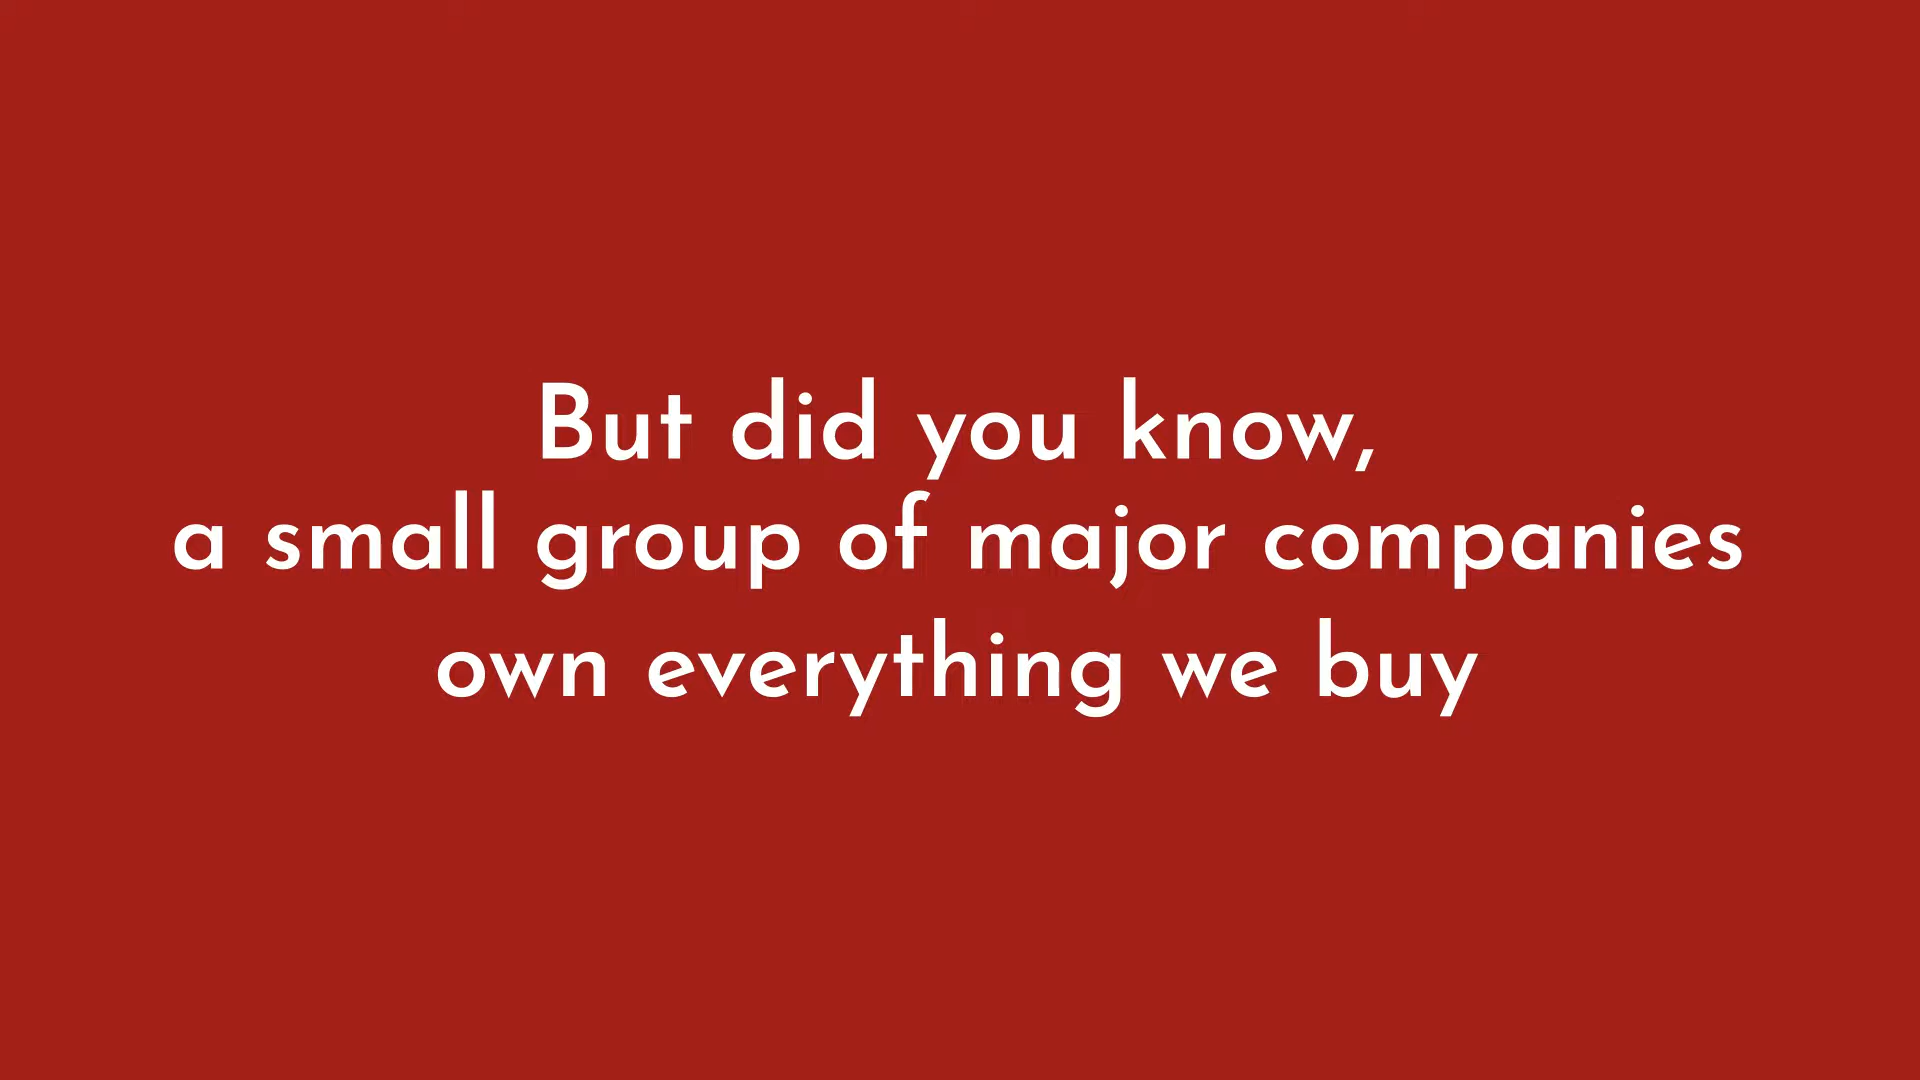 But did you know,
a small group of major companies
own everything we buy